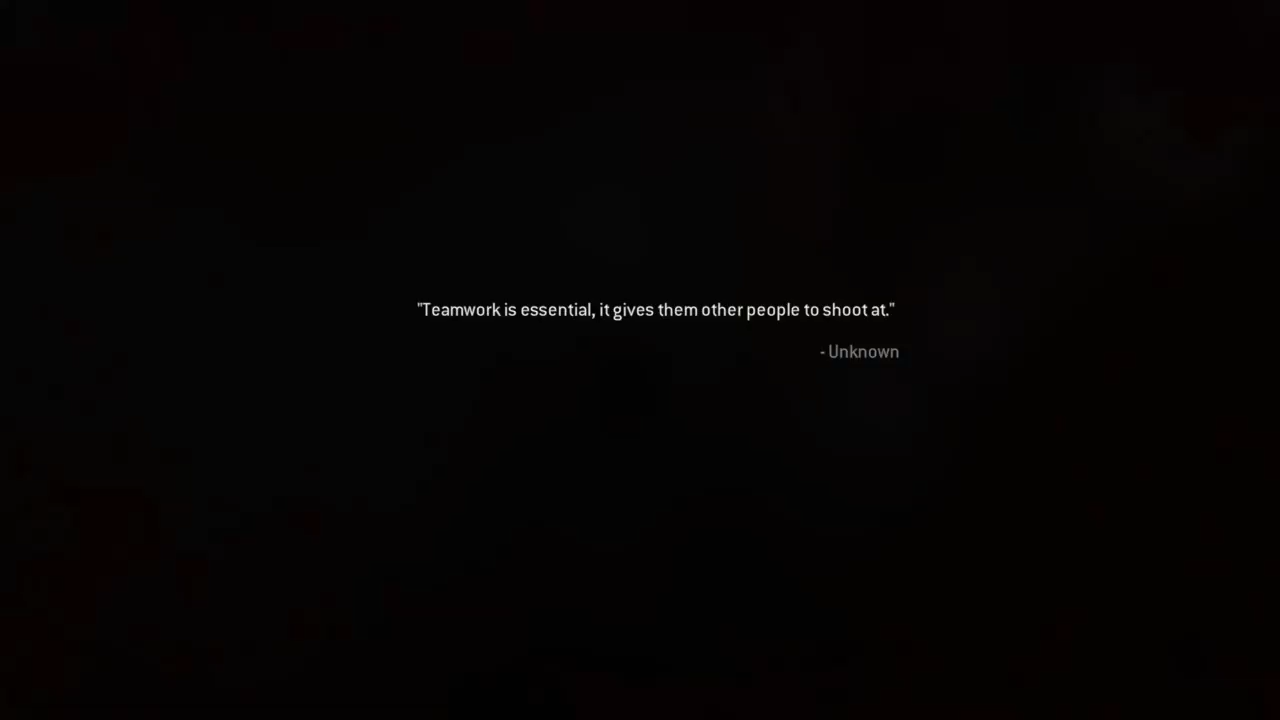 "Teamwork is essential, it gives them other people to shoot at."
- Unknown